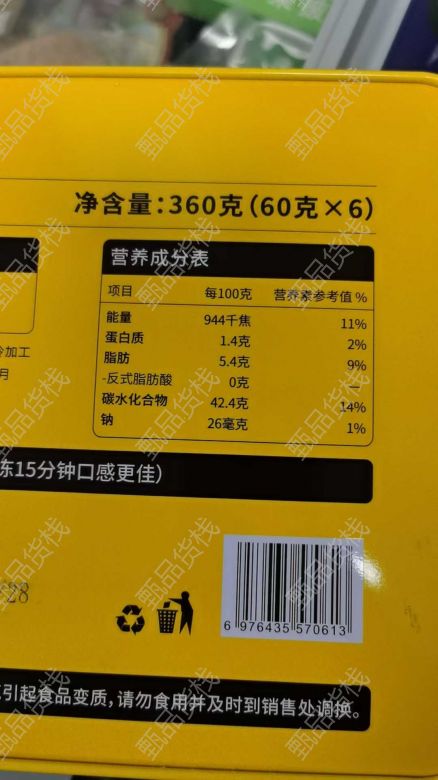 净含量：360克（60克×6）
营养成分表
项目 每100克 营养素参考值 %
能量 944千焦 11%
蛋白质 1.4克 2%
脂肪 5.4克 9%
-反式脂肪酸 0克 —
碳水化合物 42.4克 14%
钠 26毫克 1%
冷加工
月
冻15分钟口感更佳）
28
6 976435 570613
引起食品变质，请勿食用并及时到销售处调换。
甄品货栈